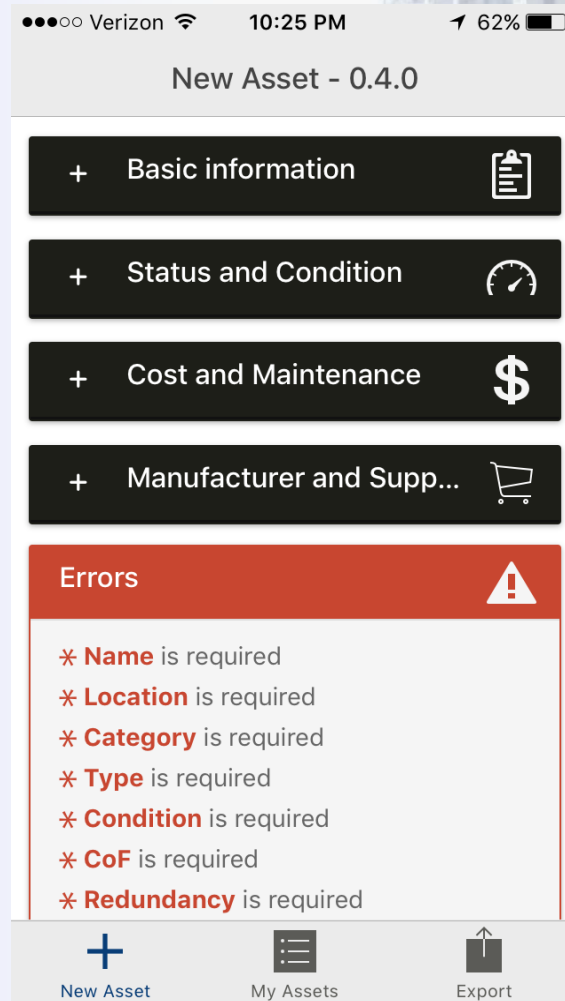 ●●●○○ Verizon 10:25 PM 62%
New Asset - 0.4.0
+ Basic information
+ Status and Condition
+ Cost and Maintenance $
+ Manufacturer and Supp...
Errors
* Name is required
* Location is required
* Category is required
* Type is required
* Condition is required
* CoF is required
* Redundancy is required
New Asset My Assets Export